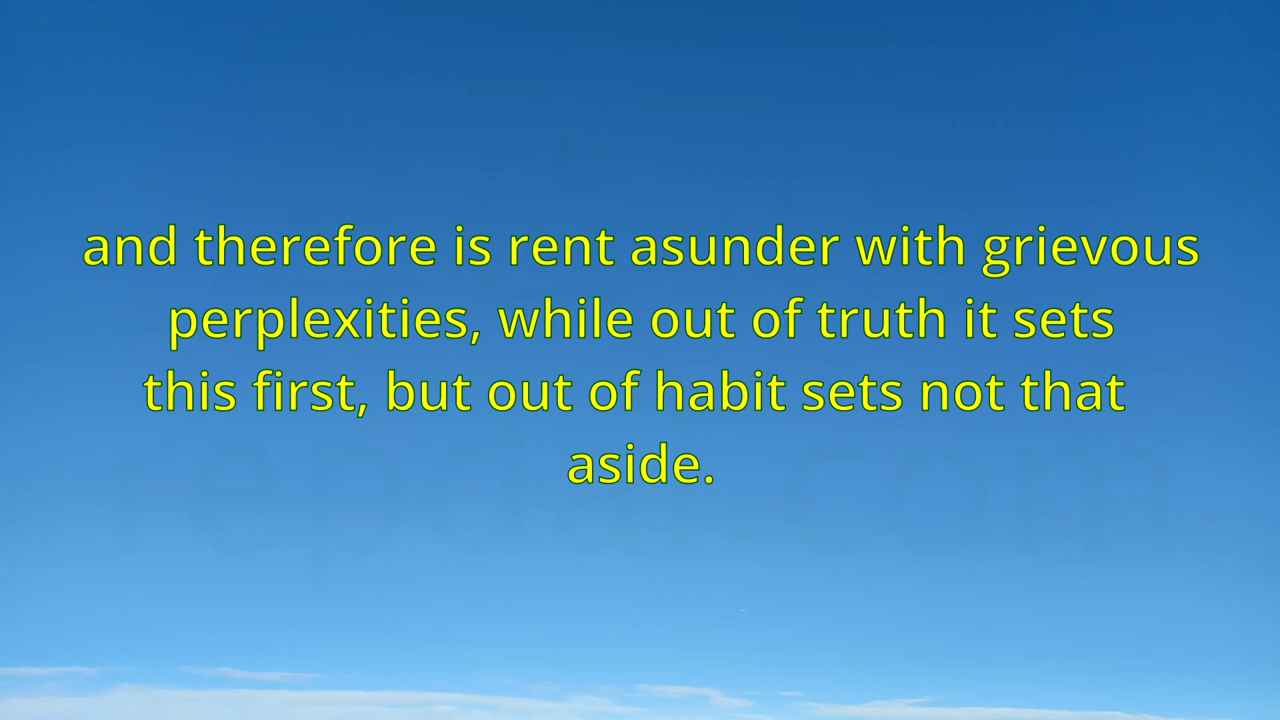 and therefore is rent asunder with grievous
perplexities, while out of truth it sets
this first, but out of habit sets not that
aside.